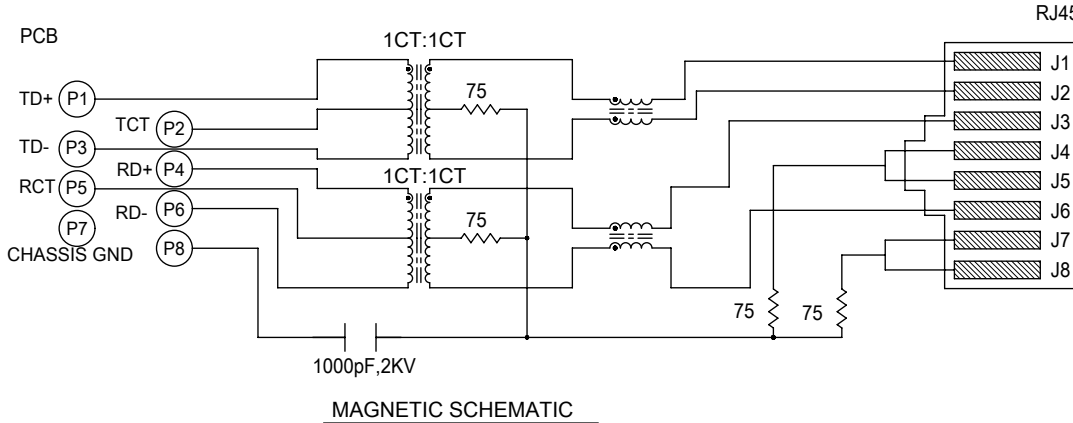 RJ45
PCB
1CT:1CT
J1
75
J2
TD+ P1
TCT P2
J3
TD- P3
J4
RD+ P4
1CT:1CT
J5
RCT P5
RD- P6
75
J6
P7
J7
CHASSIS GND P8
J8
75
75
1000pF,2KV
MAGNETIC SCHEMATIC